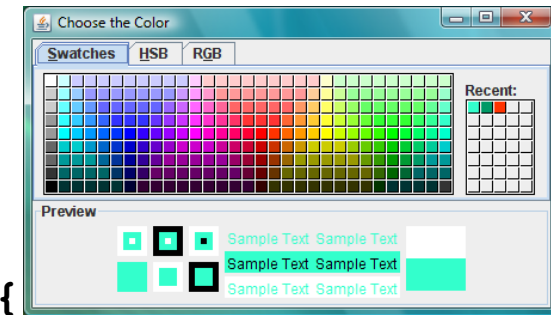 Choose the Color
Swatches HSB RGB
Recent:
Preview
Sample Text Sample Text
Sample Text Sample Text
Sample Text Sample Text
{